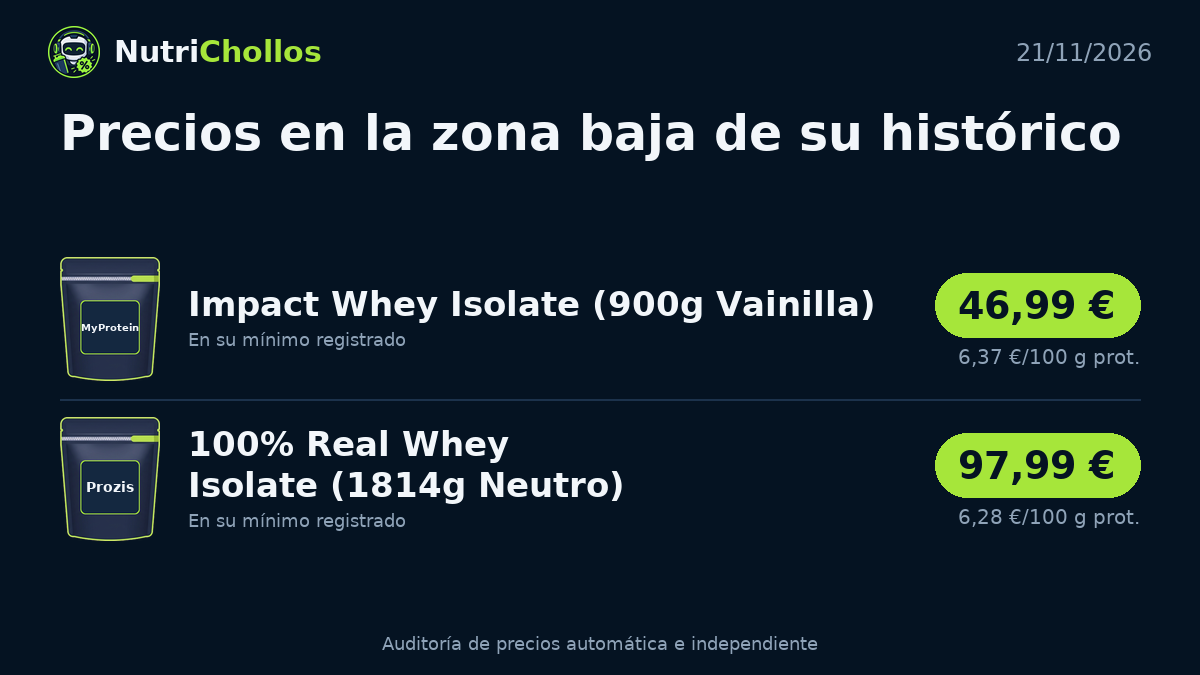 NutriChollos
21/11/2026
Precios en la zona baja de su histórico
MyProtein
Impact Whey Isolate (900g Vainilla)
En su mínimo registrado
46,99 €
6,37 €/100 g prot.
Prozis
100% Real Whey
Isolate (1814g Neutro)
En su mínimo registrado
97,99 €
6,28 €/100 g prot.
Auditoría de precios automática e independiente